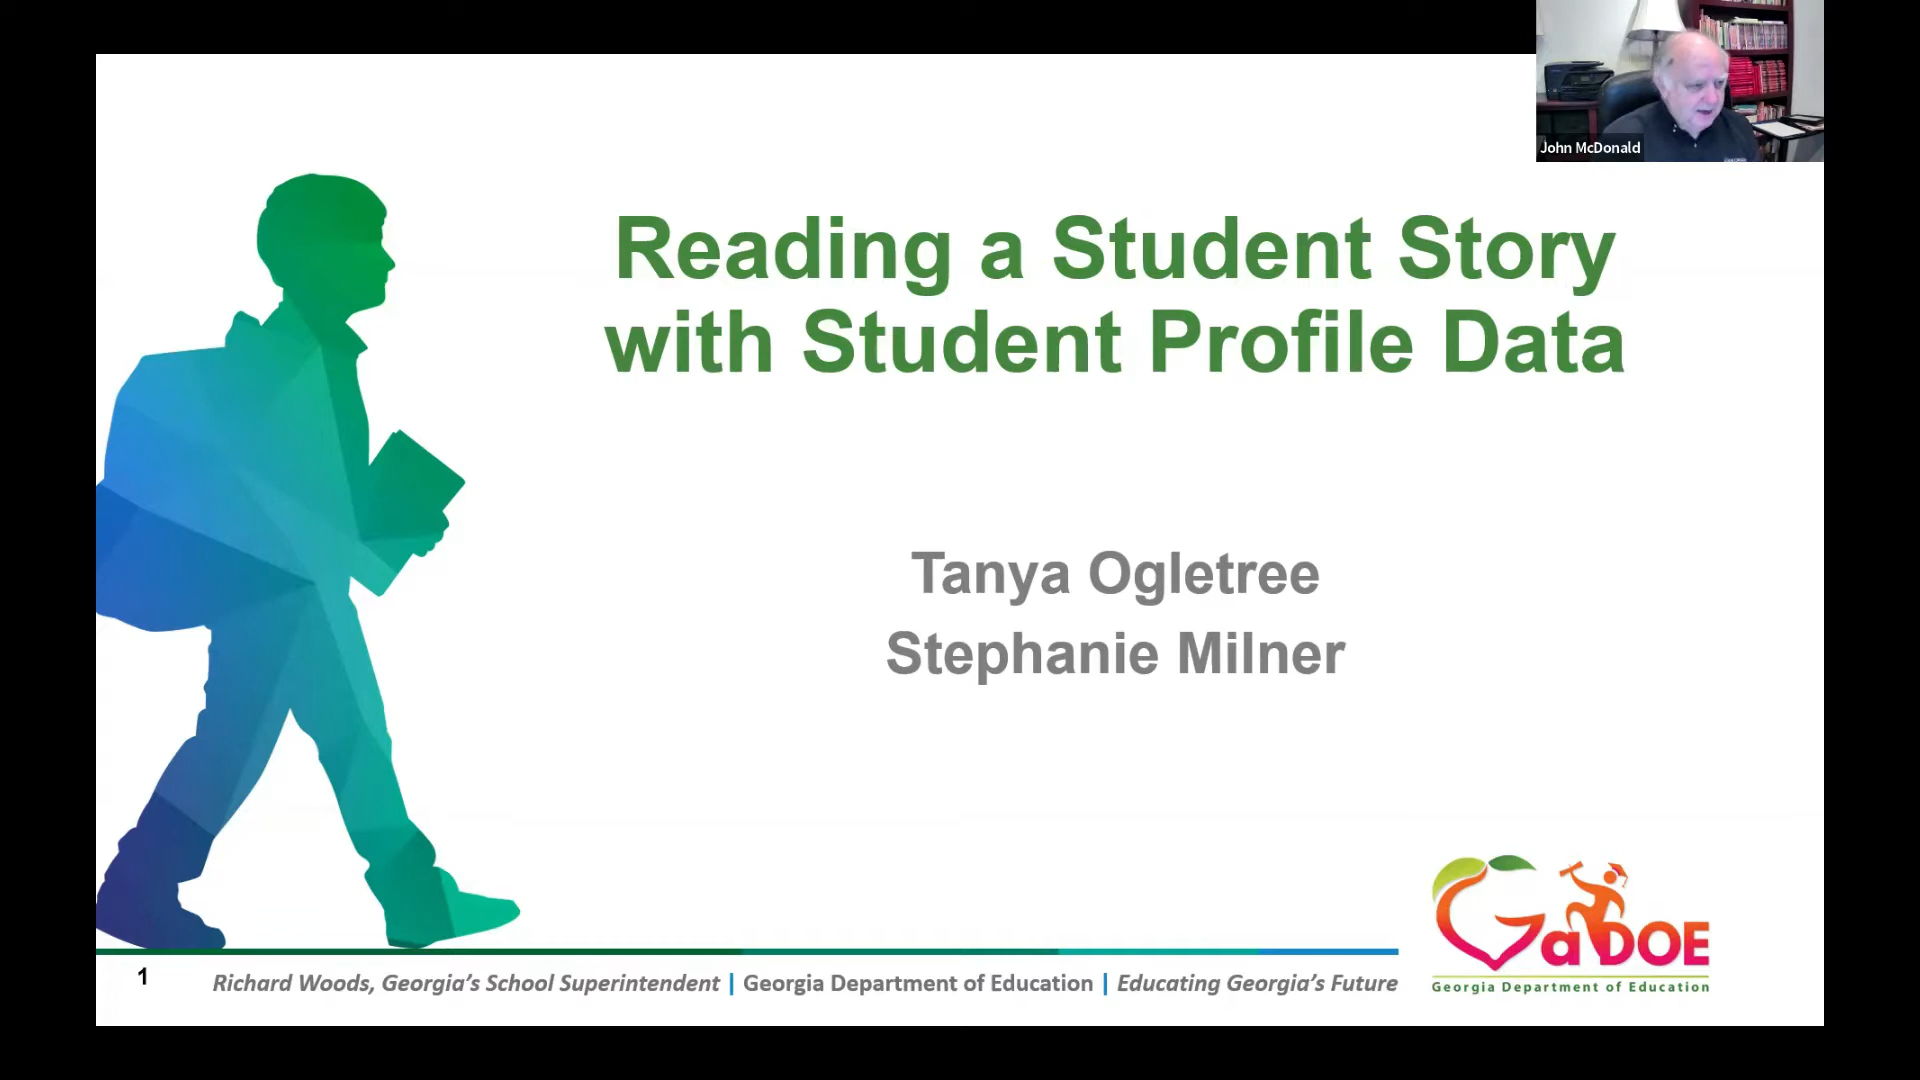 John McDonald
Reading a Student Story
with Student Profile Data
Tanya Ogletree
Stephanie Milner
GaDOE
Georgia Department of Education
1
Richard Woods, Georgia’s School Superintendent | Georgia Department of Education | Educating Georgia’s Future